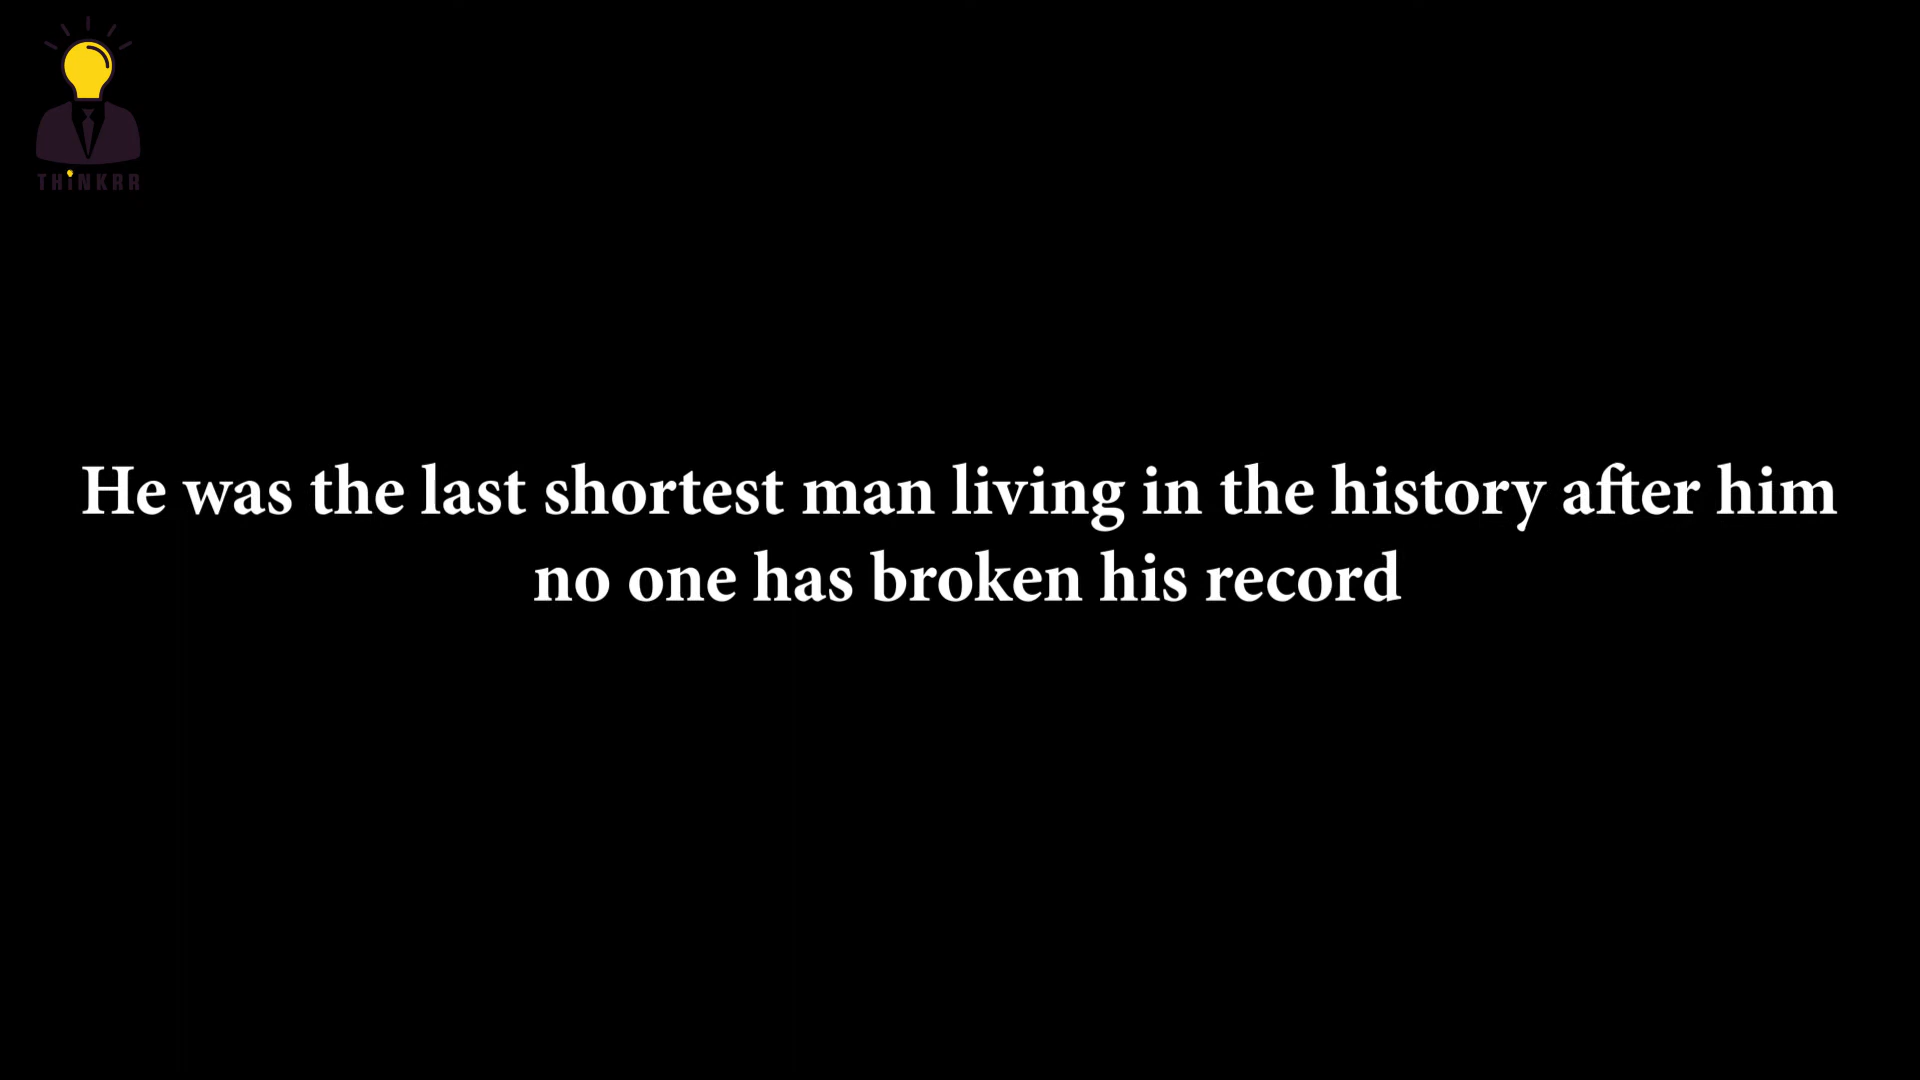 THiNKRR
He was the last shortest man living in the history after him
no one has broken his record